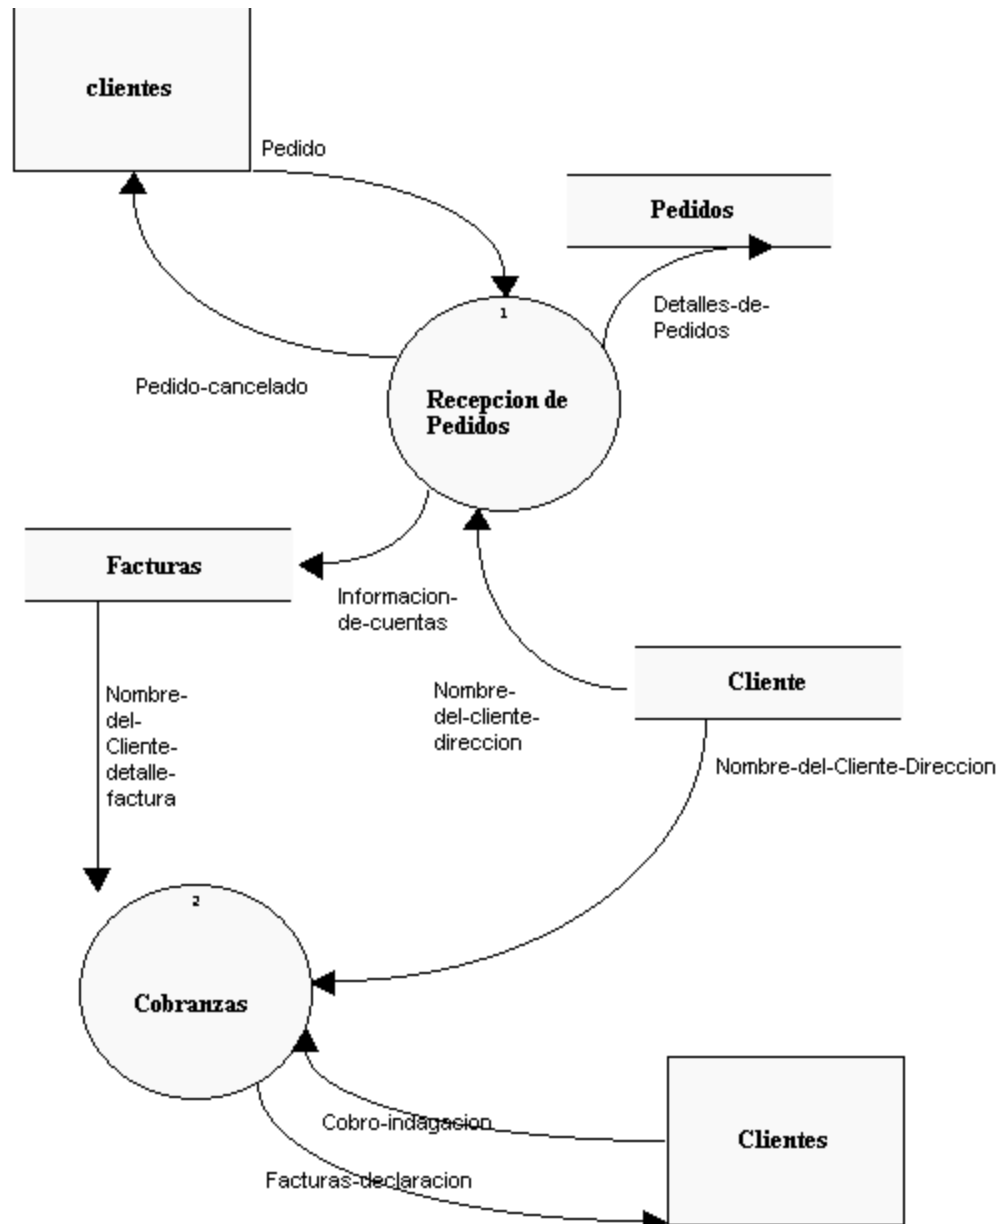 clientes
Pedido
Pedidos
Detalles-de-
Pedidos
1
Pedido-cancelado
Recepcion de
Pedidos
Facturas
Informacion-
de-cuentas
Cliente
Nombre-
del-
Cliente-
detalle-
factura
Nombre-
del-cliente-
direccion
Nombre-del-Cliente-Direccion
2
Cobranzas
Cobro-indagacion
Clientes
Facturas-declaracion